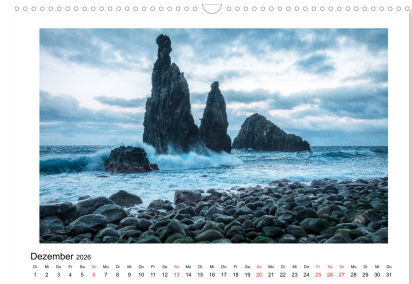 Dezember 2026
Di Mi Do Fr Sa So Mo Di Mi Do Fr Sa So Mo Di Mi Do Fr Sa So Mo Di Mi Do Fr Sa So Mo Di Mi Do
1 2 3 4 5 6 7 8 9 10 11 12 13 14 15 16 17 18 19 20 21 22 23 24 25 26 27 28 29 30 31